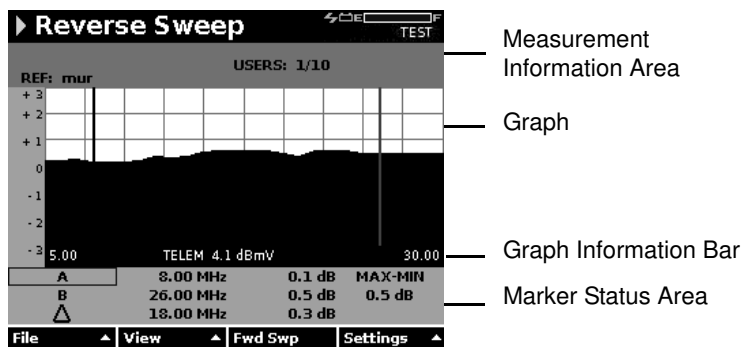 Reverse Sweep
E F
TEST
USERS: 1/10
REF: mur
+ 3
+ 2
+ 1
0
- 1
- 2
- 3
5.00 TELEM 4.1 dBmV 30.00
A 8.00 MHz 0.1 dB MAX-MIN
B 26.00 MHz 0.5 dB 0.5 dB
Δ 18.00 MHz 0.3 dB
File View Fwd Swp Settings
Measurement
Information Area
Graph
Graph Information Bar
Marker Status Area